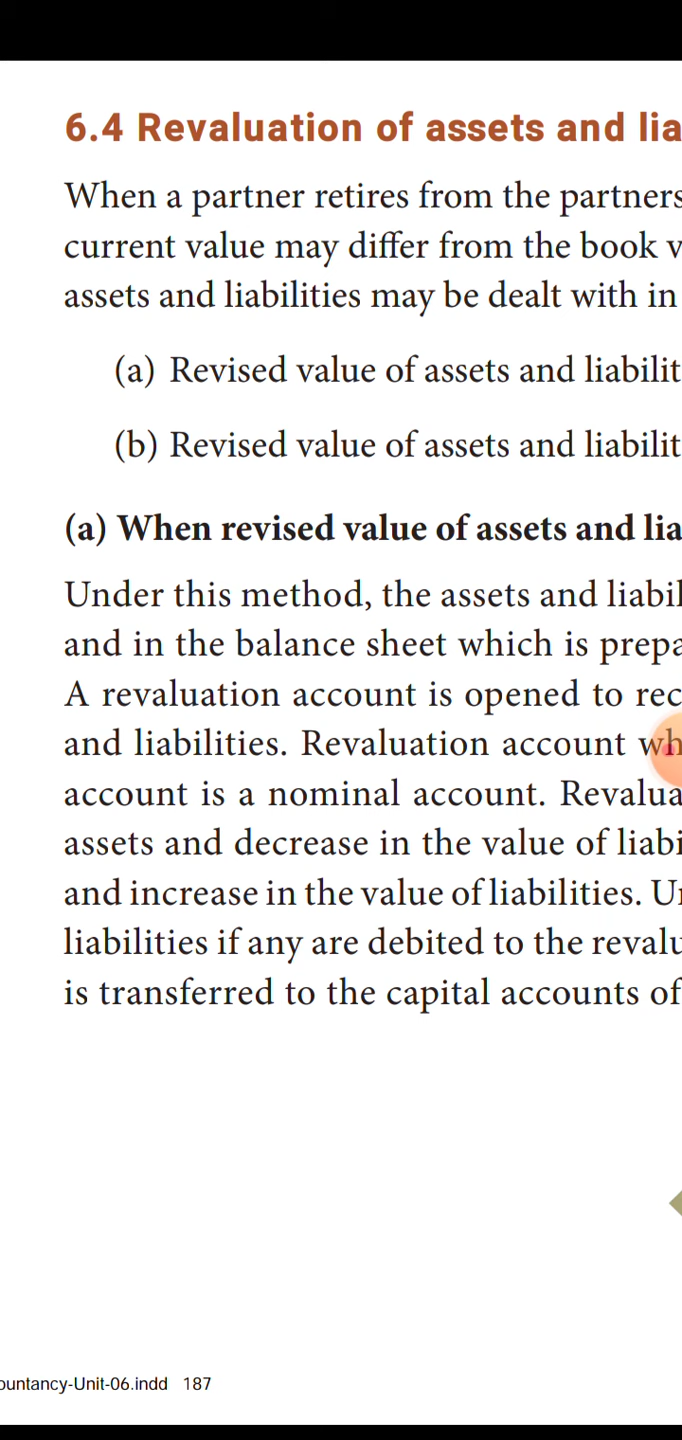 6.4 Revaluation of assets and lia
When a partner retires from the partners
current value may differ from the book v
assets and liabilities may be dealt with in
(a) Revised value of assets and liabilit
(b) Revised value of assets and liabilit
(a) When revised value of assets and lia
Under this method, the assets and liabil
and in the balance sheet which is prepa
A revaluation account is opened to rec
and liabilities. Revaluation account wh
account is a nominal account. Revalua
assets and decrease in the value of liabi
and increase in the value of liabilities. U
liabilities if any are debited to the revalu
is transferred to the capital accounts of
ountancy-Unit-06.indd 187